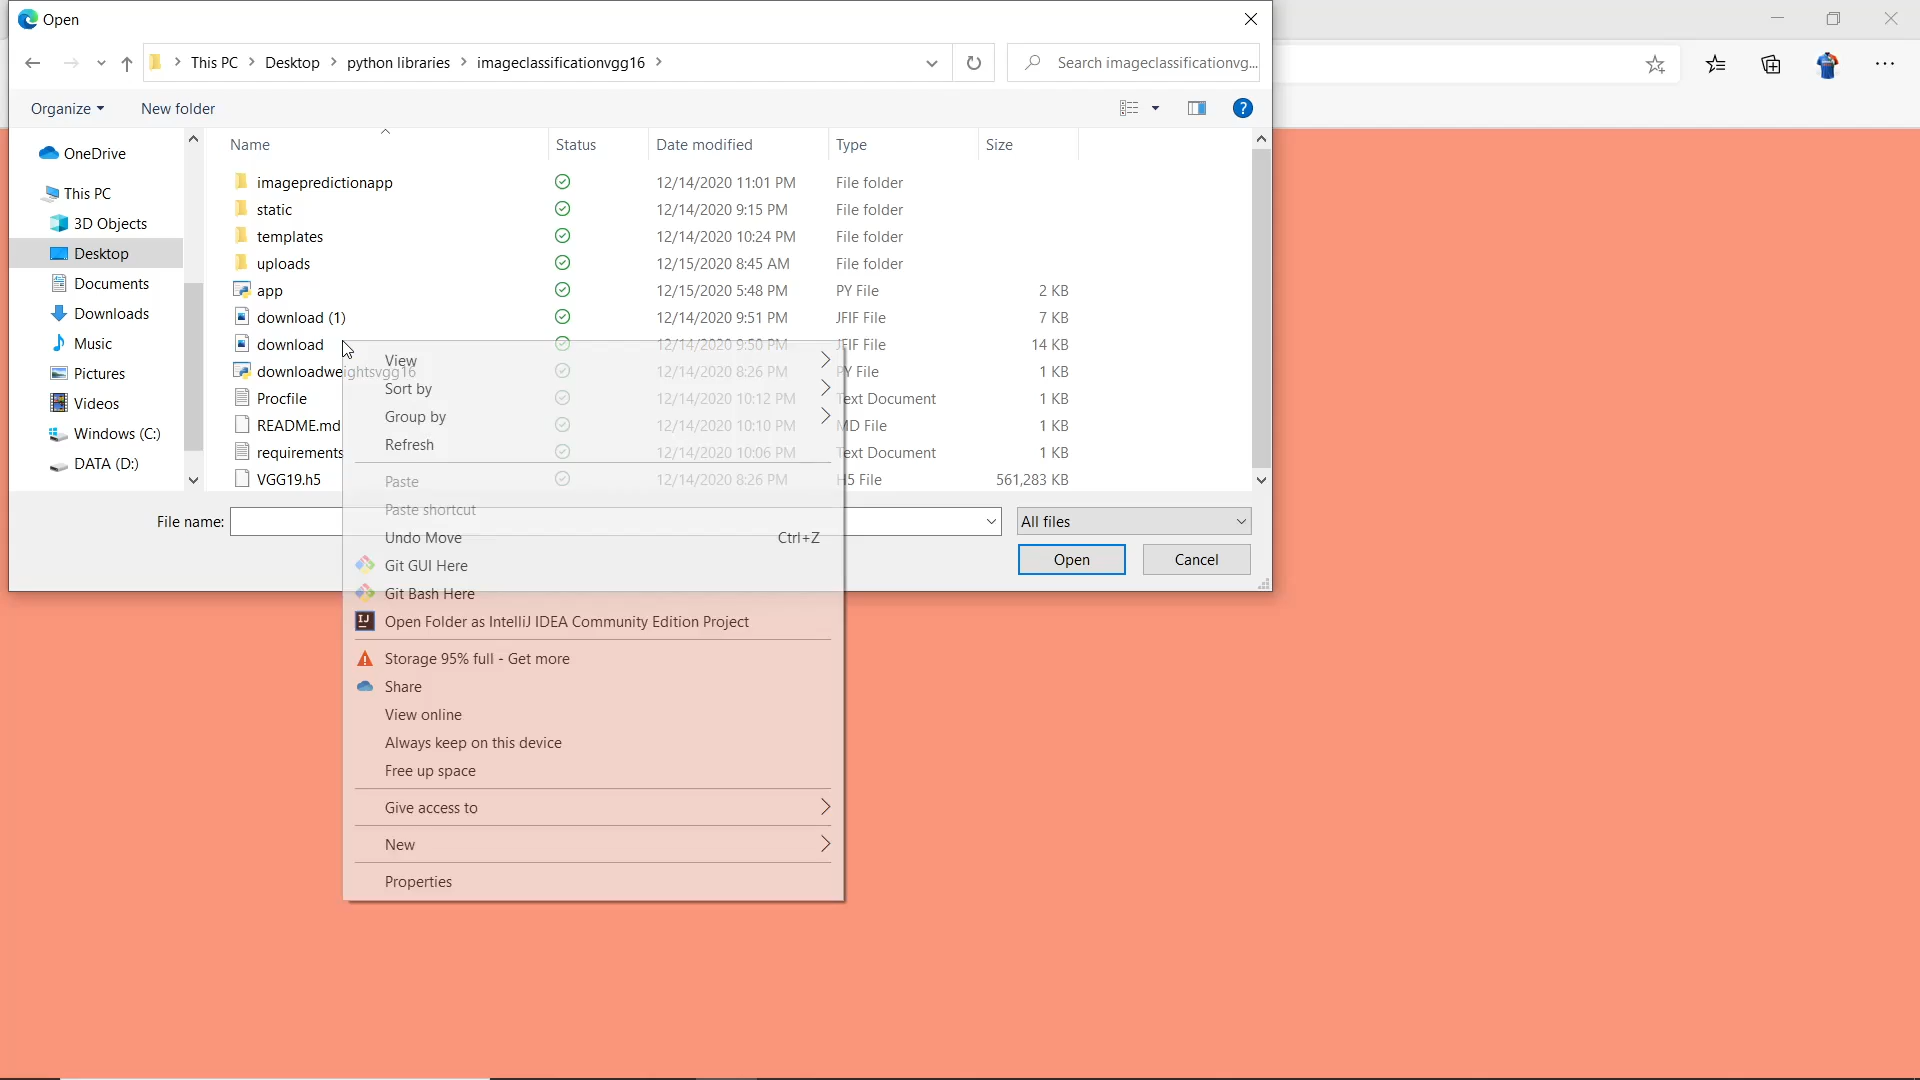 Open
This PC > Desktop > python libraries > imageclassificationvgg16 >
Search imageclassificationvg...
Organize
New folder
Name Status Date modified Type Size
OneDrive
This PC
3D Objects
Desktop
Documents
Downloads
Music
Pictures
Videos
Windows (C:)
DATA (D:)
imagepredictionapp 12/14/2020 11:01 PM File folder
static 12/14/2020 9:15 PM File folder
templates 12/14/2020 10:24 PM File folder
uploads 12/15/2020 8:45 AM File folder
app 12/15/2020 5:48 PM PY File 2 KB
download (1) 12/14/2020 9:51 PM JFIF File 7 KB
download 12/14/2020 9:50 PM JFIF File 14 KB
downloadweightsvgg16 12/14/2020 8:26 PM PY File 1 KB
Procfile 12/14/2020 10:12 PM Text Document 1 KB
README.md 12/14/2020 10:10 PM MD File 1 KB
requirements 12/14/2020 10:06 PM Text Document 1 KB
VGG19.h5 12/14/2020 8:26 PM H5 File 561,283 KB
View
Sort by
Group by
Refresh
Paste
Paste shortcut
Undo Move Ctrl+Z
Git GUI Here
Git Bash Here
IJ Open Folder as IntelliJ IDEA Community Edition Project
Storage 95% full - Get more
Share
View online
Always keep on this device
Free up space
Give access to
New
Properties
File name:
All files
Open
Cancel